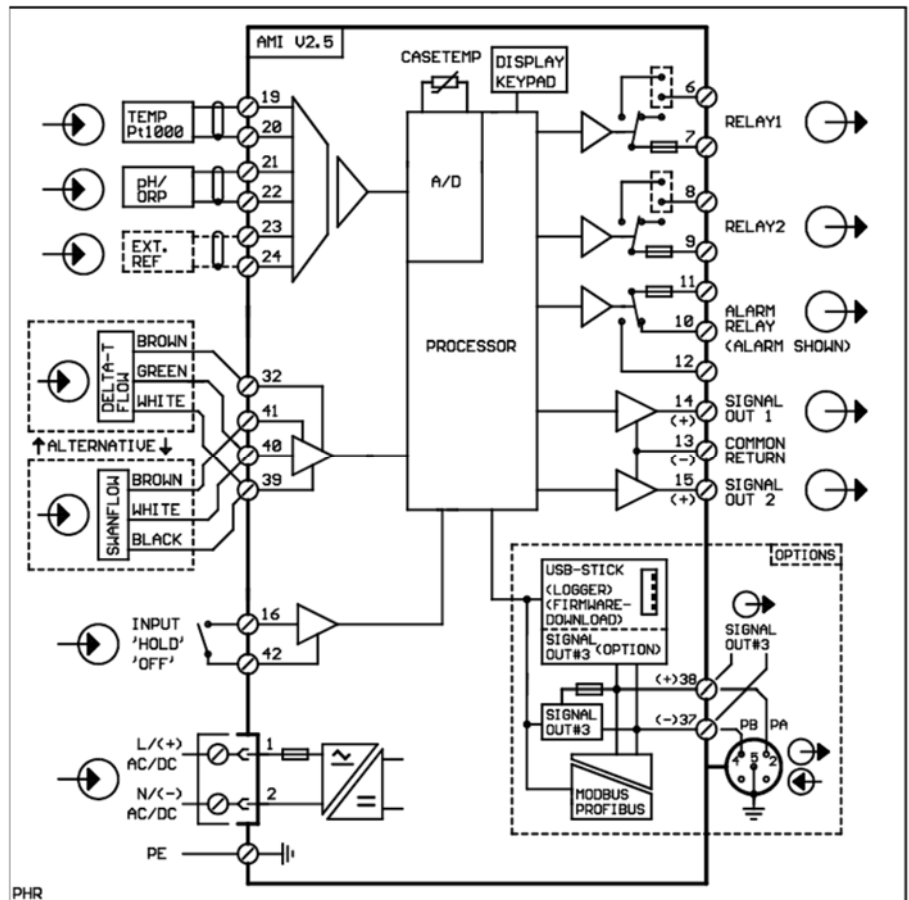 AMI V2.5
CASETEMP
DISPLAY
KEYPAD
TEMP
Pt1000
19
20
pH/
ORP
21
22
EXT.
REF
23
24
A/D
PROCESSOR
6
RELAY1
7
8
RELAY2
9
11
10
ALARM
RELAY
(ALARM SHOWN)
12
14
(+)
SIGNAL
OUT 1
13
(-)
COMMON
RETURN
15
(+)
SIGNAL
OUT 2
DELTA-T
FLOW
BROWN
GREEN
WHITE
32
41
40
39
↑ALTERNATIVE↓
SWANFLOW
BROWN
WHITE
BLACK
INPUT
'HOLD'
'OFF'
16
42
L/(+)
AC/DC
1
N/(-)
AC/DC
2
PE
~
=
OPTIONS
USB-STICK
(LOGGER)
(FIRMWARE-
DOWNLOAD)
SIGNAL
OUT#3 (OPTION)
SIGNAL
OUT#3
(+)38
SIGNAL
OUT#3
(-)37
PB PA
4 5 2
MODBUS
PROFIBUS
PHR